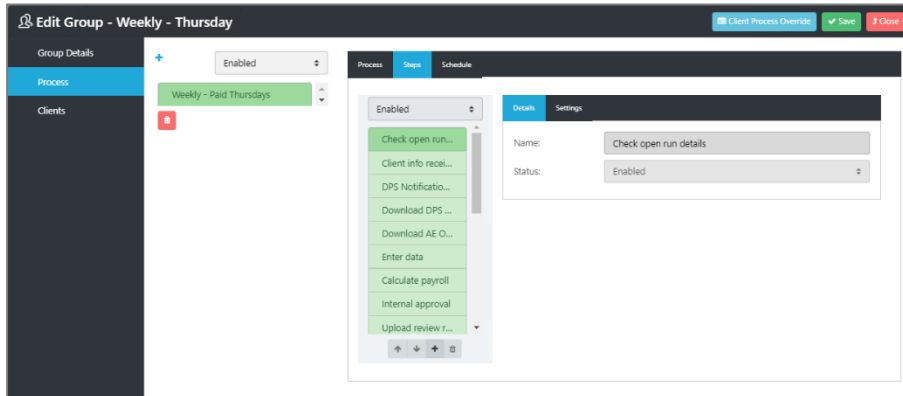 Edit Group - Weekly - Thursday
Client Process Override
Save
Close
Group Details
Process
Clients
Enabled
Weekly - Paid Thursdays
Process Steps Schedule
Enabled
Check open run...
Client info recei...
DPS Notificatio...
Download DPS ...
Download AE O...
Enter data
Calculate payroll
Internal approval
Upload review r...
Details Settings
Name: Check open run details
Status: Enabled